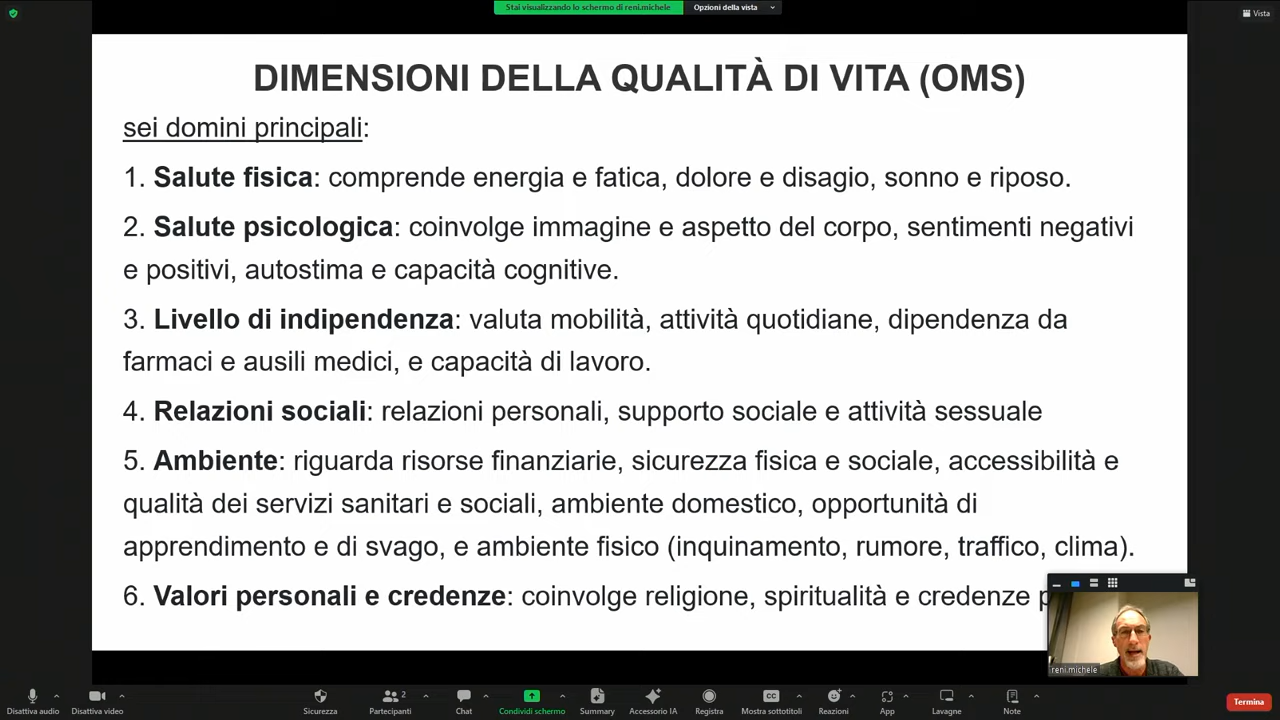 Stai visualizzando lo schermo di reni.michele
Opzioni della vista
Vista
DIMENSIONI DELLA QUALITÀ DI VITA (OMS)
sei domini principali:
1. Salute fisica: comprende energia e fatica, dolore e disagio, sonno e riposo.
2. Salute psicologica: coinvolge immagine e aspetto del corpo, sentimenti negativi
e positivi, autostima e capacità cognitive.
3. Livello di indipendenza: valuta mobilità, attività quotidiane, dipendenza da
farmaci e ausili medici, e capacità di lavoro.
4. Relazioni sociali: relazioni personali, supporto sociale e attività sessuale
5. Ambiente: riguarda risorse finanziarie, sicurezza fisica e sociale, accessibilità e
qualità dei servizi sanitari e sociali, ambiente domestico, opportunità di
apprendimento e di svago, e ambiente fisico (inquinamento, rumore, traffico, clima).
6. Valori personali e credenze: coinvolge religione, spiritualità e credenze
reni.michele
Disattiva audio
Disattiva video
Sicurezza
2
Partecipanti
Chat
Condividi schermo
Summary
Accessorio IA
Registra
Mostra sottotitoli
Reazioni
App
Lavagne
Note
Termina